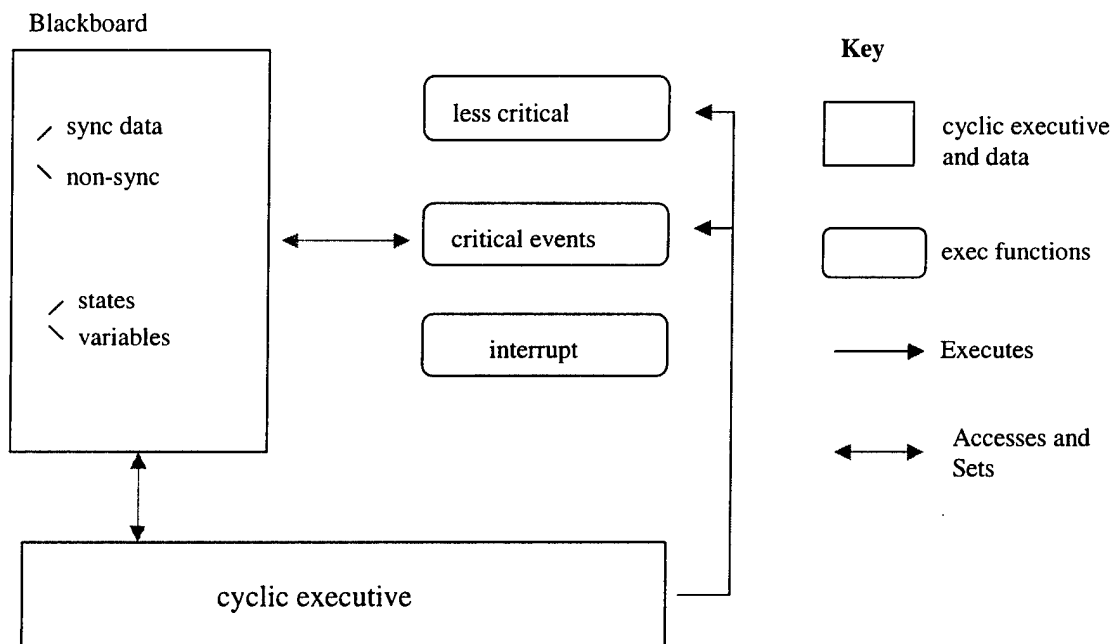 Blackboard
sync data
non-sync
states
variables
less critical
critical events
interrupt
cyclic executive
Key
cyclic executive
and data
exec functions
Executes
Accesses and
Sets